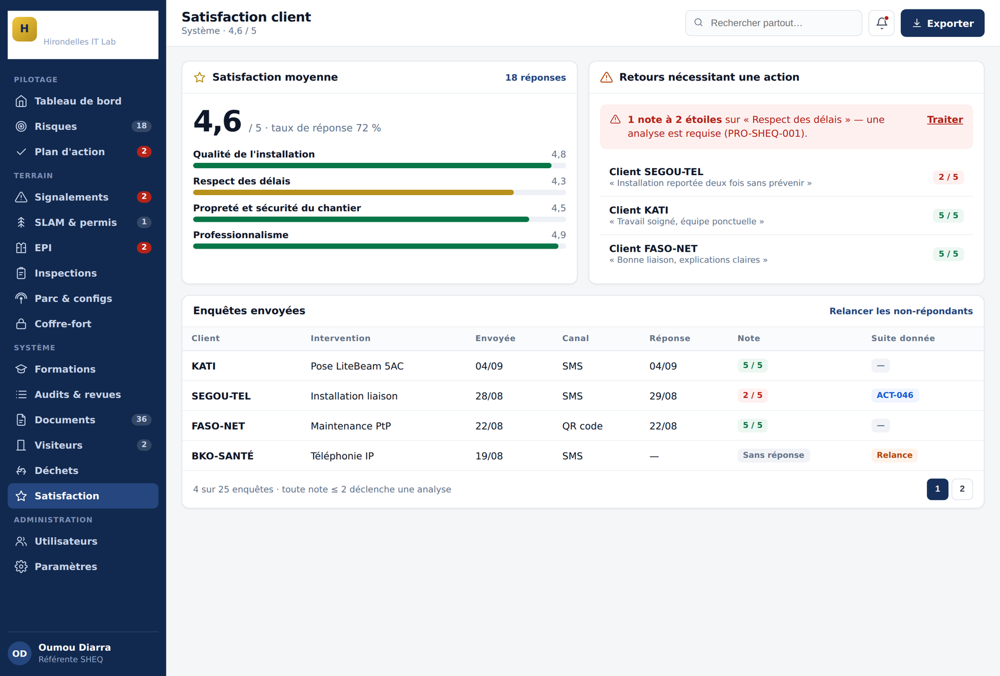 H
Hirondelles IT Lab
PILOTAGE
Tableau de bord
Risques 18
Plan d'action 2
TERRAIN
Signalements 2
SLAM & permis 1
EPI 2
Inspections
Parc & configs
Coffre-fort
SYSTÈME
Formations
Audits & revues
Documents 36
Visiteurs 2
Déchets
Satisfaction
ADMINISTRATION
Utilisateurs
Paramètres
OD
Oumou Diarra
Référente SHEQ
Satisfaction client
Système · 4,6 / 5
Rechercher partout…
Exporter
Satisfaction moyenne 18 réponses
4,6 / 5 · taux de réponse 72 %
Qualité de l'installation 4,8
Respect des délais 4,3
Propreté et sécurité du chantier 4,5
Professionnalisme 4,9
Retours nécessitant une action
1 note à 2 étoiles sur « Respect des délais » — une Traiter
analyse est requise (PRO-SHEQ-001).
Client SEGOU-TEL
« Installation reportée deux fois sans prévenir »
2 / 5
Client KATI
« Travail soigné, équipe ponctuelle »
5 / 5
Client FASO-NET
« Bonne liaison, explications claires »
5 / 5
Enquêtes envoyées Relancer les non-répondants
Client Intervention Envoyée Canal Réponse Note Suite donnée
KATI Pose LiteBeam 5AC 04/09 SMS 04/09 5 / 5 —
SEGOU-TEL Installation liaison 28/08 SMS 29/08 2 / 5 ACT-046
FASO-NET Maintenance PtP 22/08 QR code 22/08 5 / 5 —
BKO-SANTÉ Téléphonie IP 19/08 SMS — Sans réponse Relance
4 sur 25 enquêtes · toute note ≤ 2 déclenche une analyse 1 2